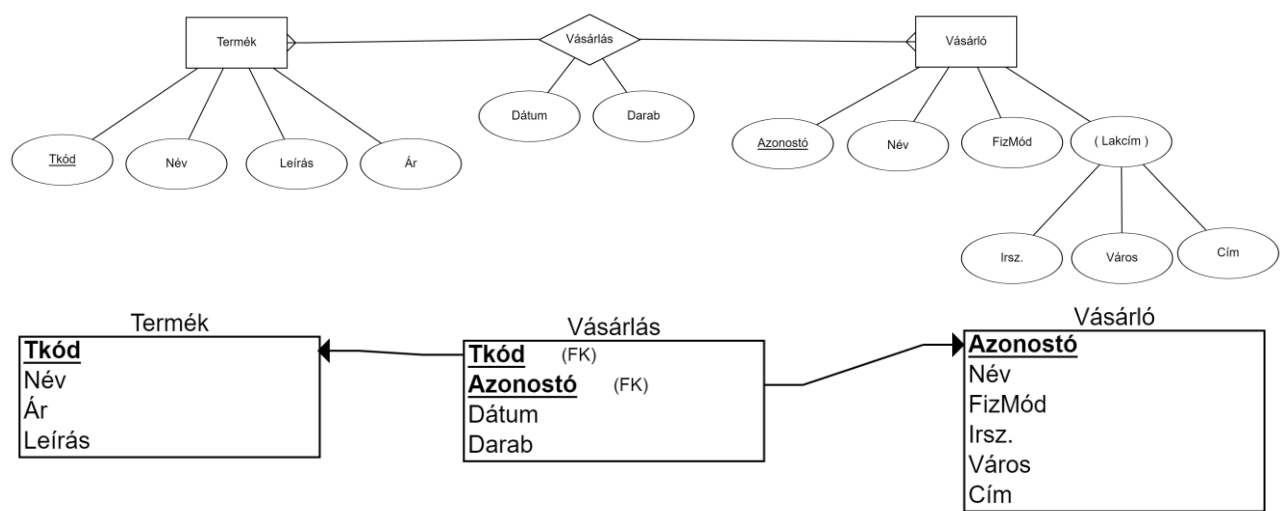 Termék
Vásárlás
Vásárló
Dátum
Darab
Tkód
Név
Leírás
Ár
Azonostó
Név
FizMód
( Lakcím )
Irsz.
Város
Cím
Termék
Tkód
Név
Ár
Leírás
Vásárlás
Tkód (FK)
Azonostó (FK)
Dátum
Darab
Vásárló
Azonostó
Név
FizMód
Irsz.
Város
Cím